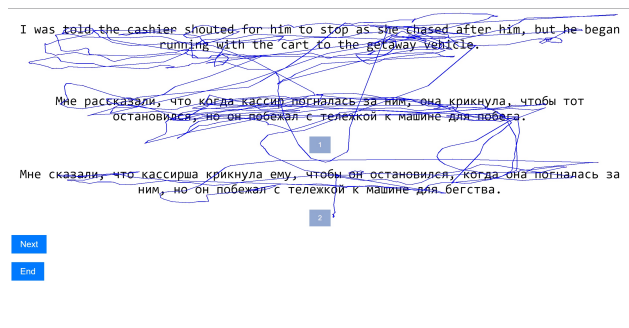 I was told the cashier shouted for him to stop as she chased after him, but he began
running with the cart to the getaway vehicle.
Мне рассказали, что когда кассир погналась за ним, она крикнула, чтобы тот
остановился, но он побежал с тележкой к машине для побега.
1
Мне сказали, что кассирша крикнула ему, чтобы он остановился, когда она погналась за
ним, но он побежал с тележкой к машине для бегства.
2
Next
End